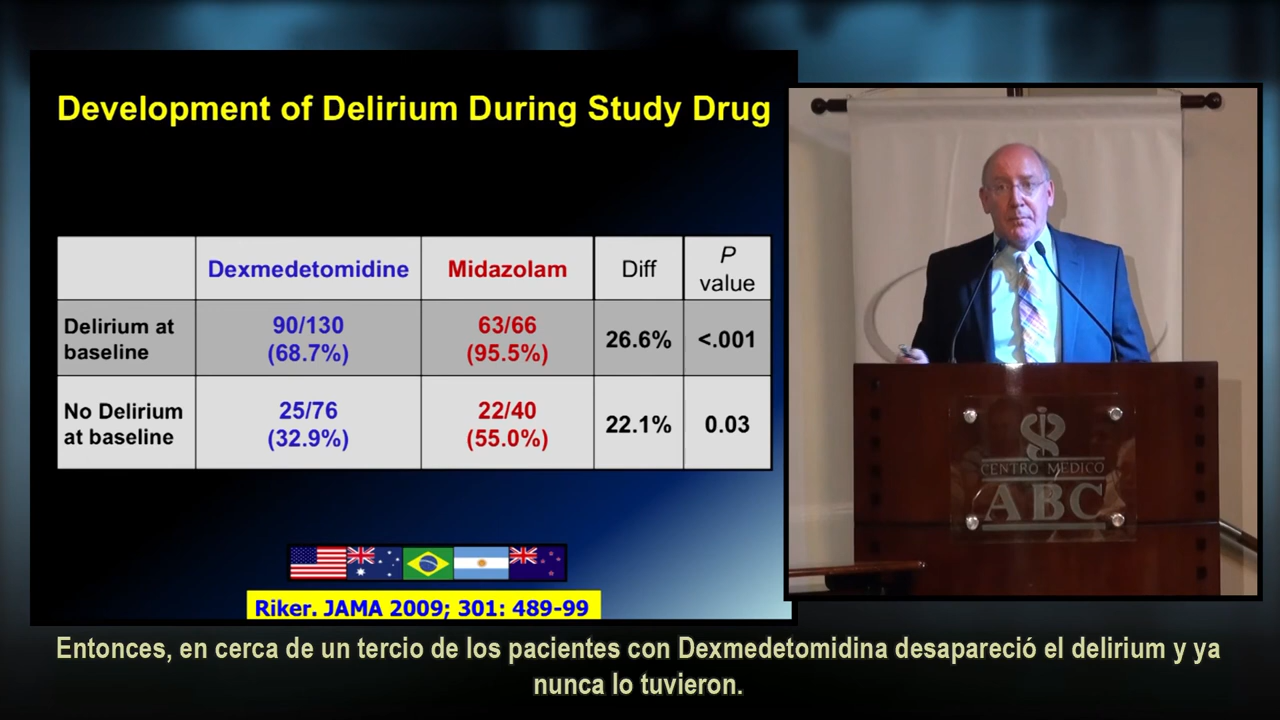 Development of Delirium During Study Drug
Dexmedetomidine Midazolam Diff P value
Delirium at baseline 90/130 (68.7%) 63/66 (95.5%) 26.6% <.001
No Delirium at baseline 25/76 (32.9%) 22/40 (55.0%) 22.1% 0.03
Riker. JAMA 2009; 301: 489-99
CENTRO MEDICO
ABC
Entonces, en cerca de un tercio de los pacientes con Dexmedetomidina desapareció el delirium y ya
nunca lo tuvieron.